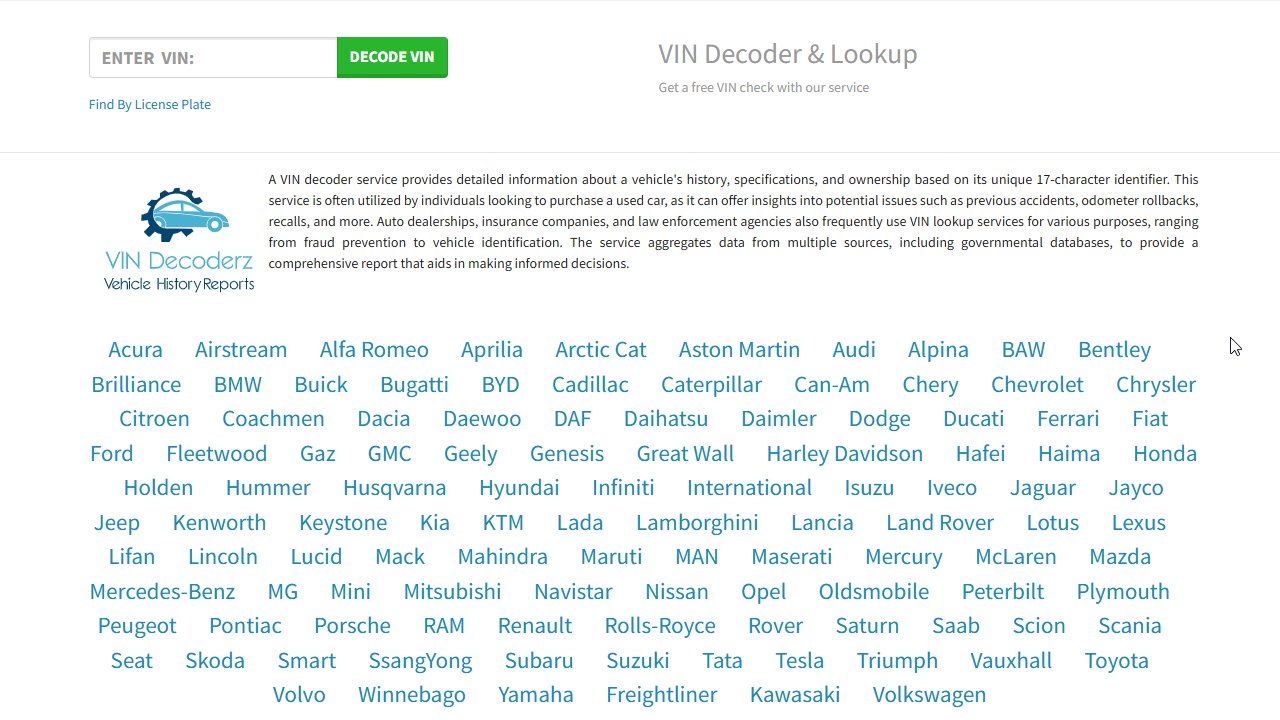 ENTER VIN:
DECODE VIN
Find By License Plate
VIN Decoder & Lookup
Get a free VIN check with our service
VIN Decoderz
Vehicle History Reports
A VIN decoder service provides detailed information about a vehicle's history, specifications, and ownership based on its unique 17-character identifier. This
service is often utilized by individuals looking to purchase a used car, as it can offer insights into potential issues such as previous accidents, odometer rollbacks,
recalls, and more. Auto dealerships, insurance companies, and law enforcement agencies also frequently use VIN lookup services for various purposes, ranging
from fraud prevention to vehicle identification. The service aggregates data from multiple sources, including governmental databases, to provide a
comprehensive report that aids in making informed decisions.
Acura Airstream Alfa Romeo Aprilia Arctic Cat Aston Martin Audi Alpina BAW Bentley
Brilliance BMW Buick Bugatti BYD Cadillac Caterpillar Can-Am Chery Chevrolet Chrysler
Citroen Coachmen Dacia Daewoo DAF Daihatsu Daimler Dodge Ducati Ferrari Fiat
Ford Fleetwood Gaz GMC Geely Genesis Great Wall Harley Davidson Hafei Haima Honda
Holden Hummer Husqvarna Hyundai Infiniti International Isuzu Iveco Jaguar Jayco
Jeep Kenworth Keystone Kia KTM Lada Lamborghini Lancia Land Rover Lotus Lexus
Lifan Lincoln Lucid Mack Mahindra Maruti MAN Maserati Mercury McLaren Mazda
Mercedes-Benz MG Mini Mitsubishi Navistar Nissan Opel Oldsmobile Peterbilt Plymouth
Peugeot Pontiac Porsche RAM Renault Rolls-Royce Rover Saturn Saab Scion Scania
Seat Skoda Smart SsangYong Subaru Suzuki Tata Tesla Triumph Vauxhall Toyota
Volvo Winnebago Yamaha Freightliner Kawasaki Volkswagen